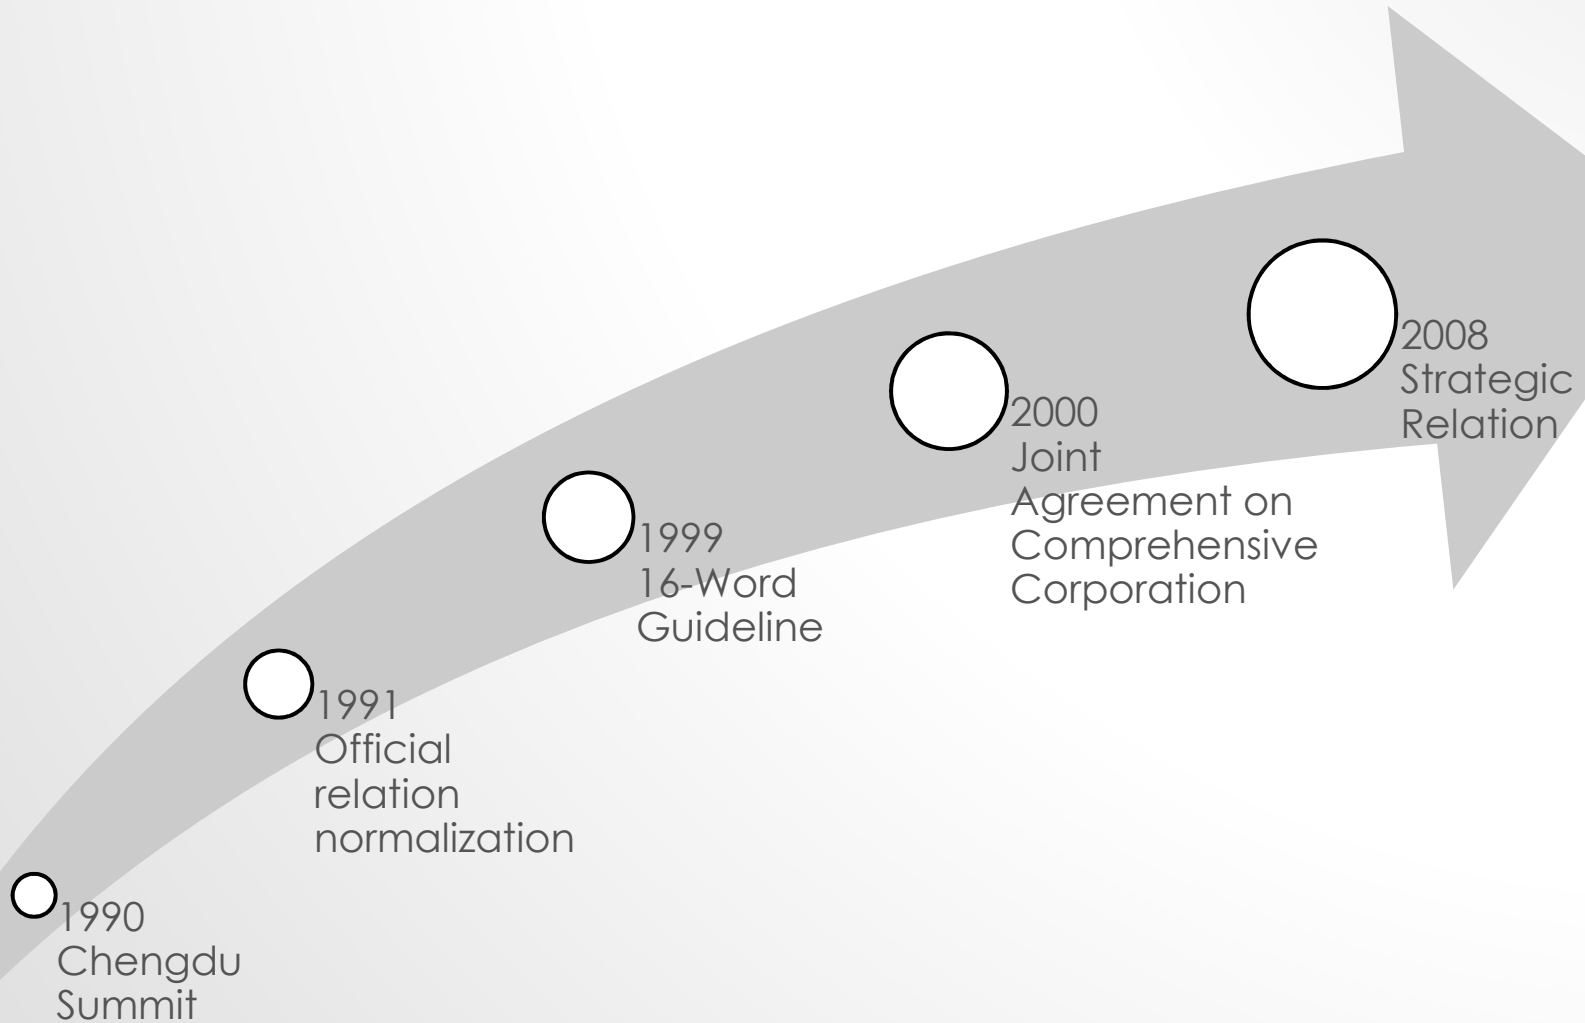 1990
Chengdu
Summit
1991
Official
relation
normalization
1999
16-Word
Guideline
2000
Joint
Agreement on
Comprehensive
Corporation
2008
Strategic
Relation